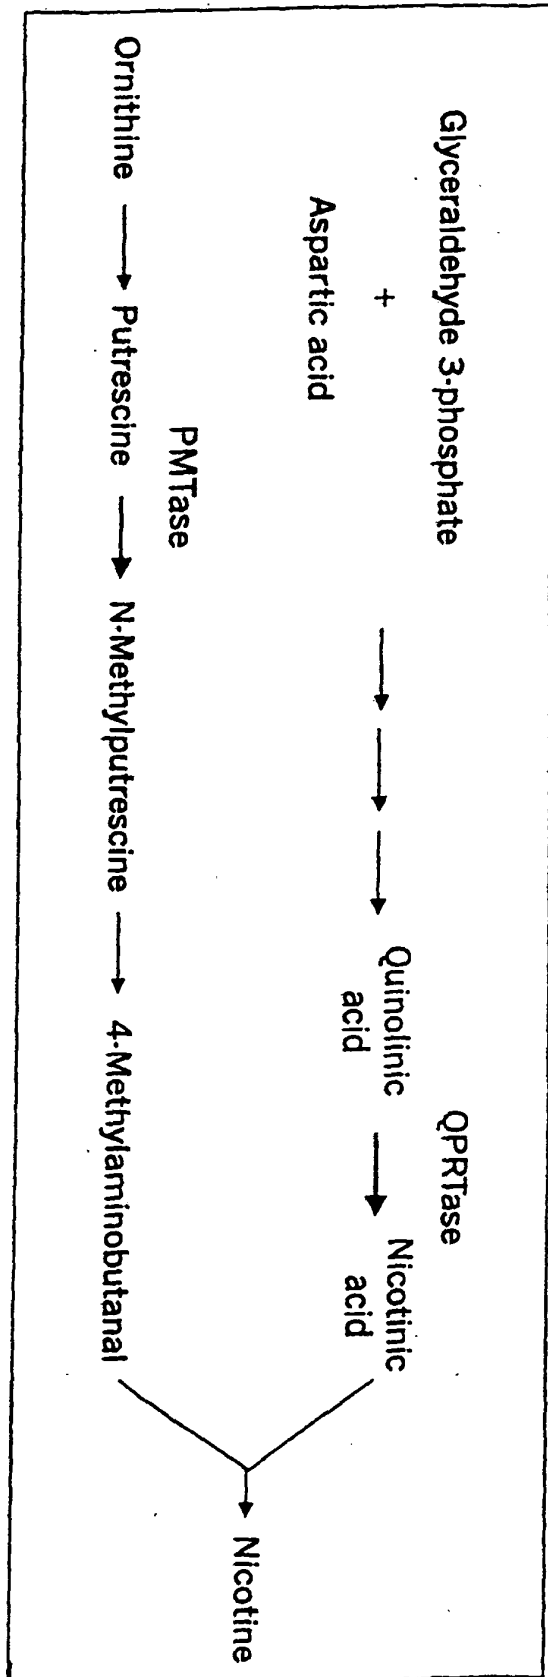 Glyceraldehyde 3-phosphate
+
Aspartic acid
Quinolinic
acid
QPRTase
Nicotinic
acid
PMTase
Ornithine → Putrescine → N-Methylputrescine → 4-Methylaminobutanal
Nicotine